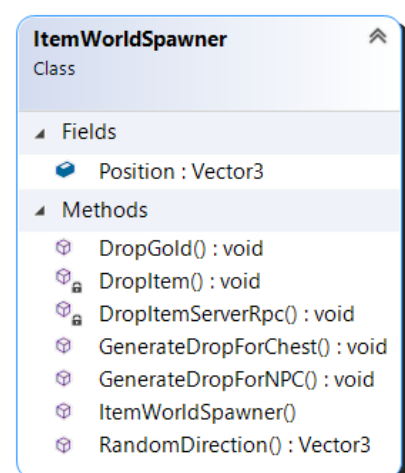 ItemWorldSpawner
Class
Fields
Position : Vector3
Methods
DropGold() : void
DropItem() : void
DropItemServerRpc() : void
GenerateDropForChest() : void
GenerateDropForNPC() : void
ItemWorldSpawner()
RandomDirection() : Vector3